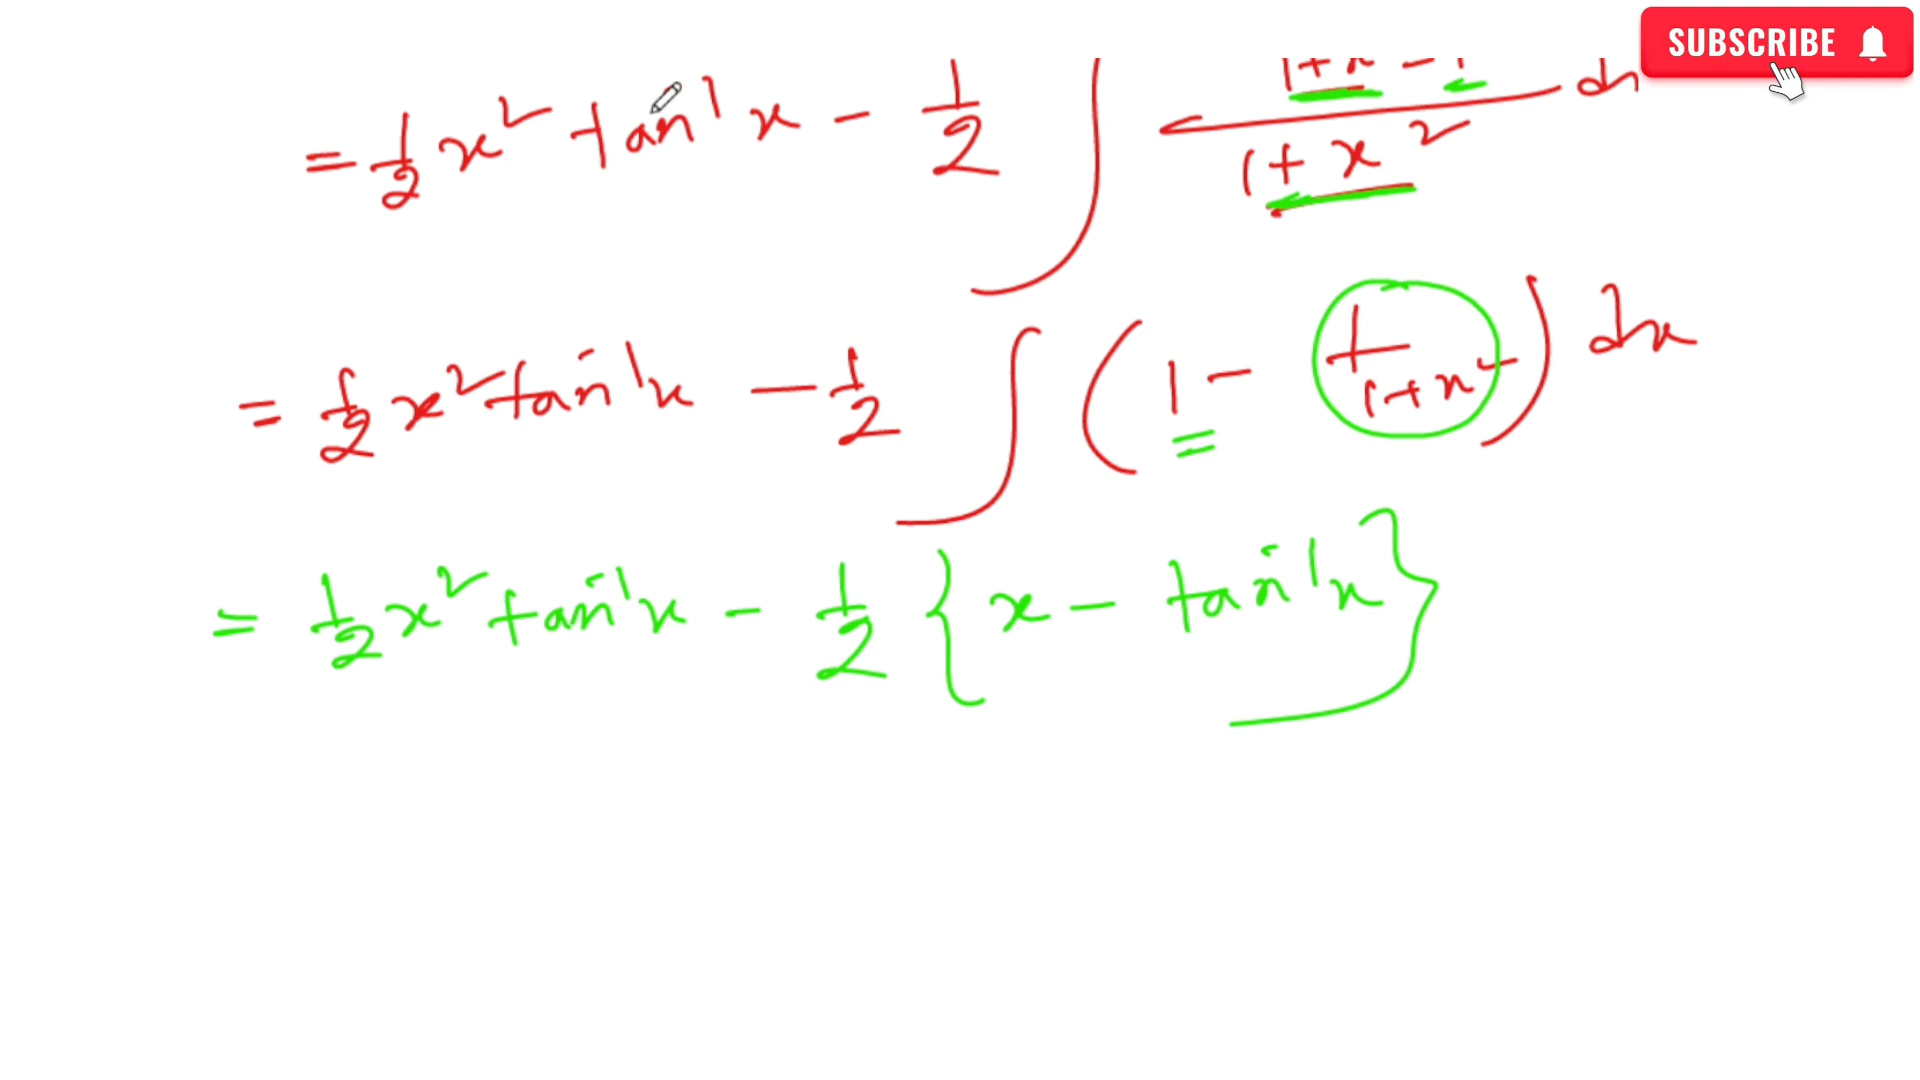 SUBSCRIBE
= 1/2 x² tan⁻¹ x - 1/2 ∫ (1+x² - 1)/(1+x²) dx
= 1/2 x² tan⁻¹x - 1/2 ∫ (1 - 1/(1+x²)) dx
= 1/2 x² tan⁻¹x - 1/2 {x - tan⁻¹x}